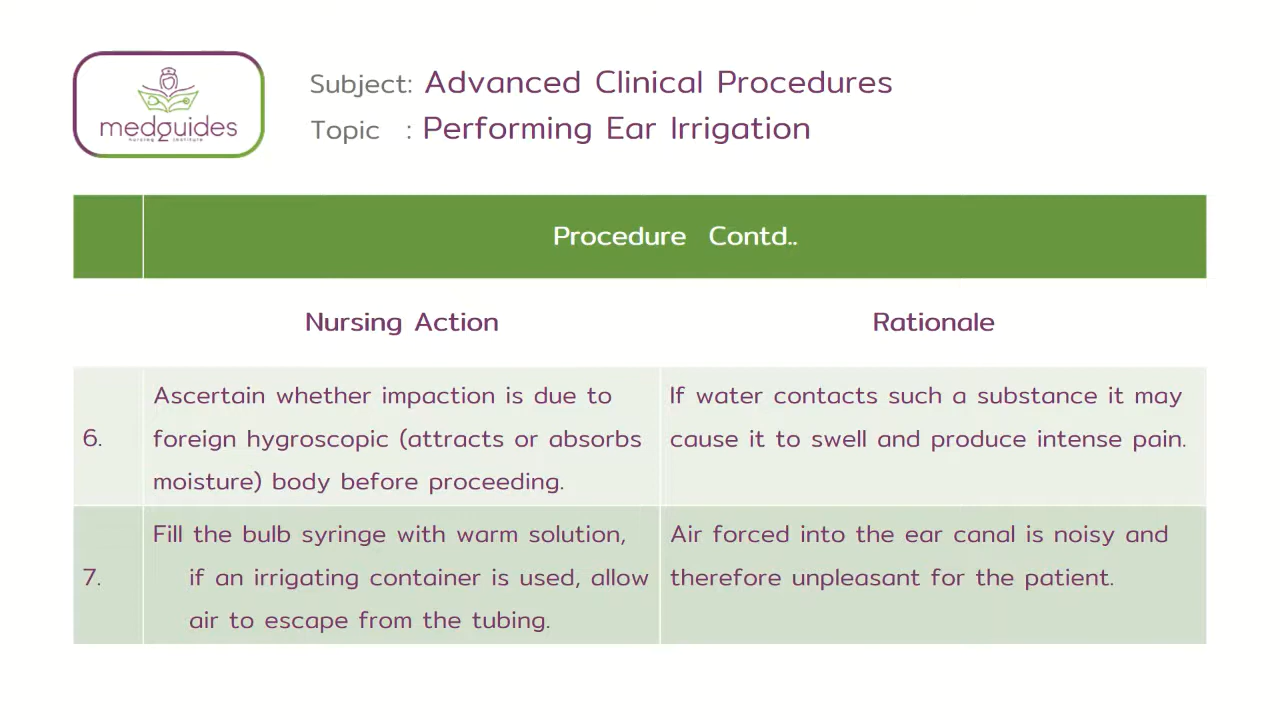 medguides
nursing institute
Subject: Advanced Clinical Procedures
Topic : Performing Ear Irrigation
Procedure Contd..
Nursing Action
Rationale
6.
Ascertain whether impaction is due to
foreign hygroscopic (attracts or absorbs
moisture) body before proceeding.
If water contacts such a substance it may
cause it to swell and produce intense pain.
7.
Fill the bulb syringe with warm solution,
if an irrigating container is used, allow
air to escape from the tubing.
Air forced into the ear canal is noisy and
therefore unpleasant for the patient.